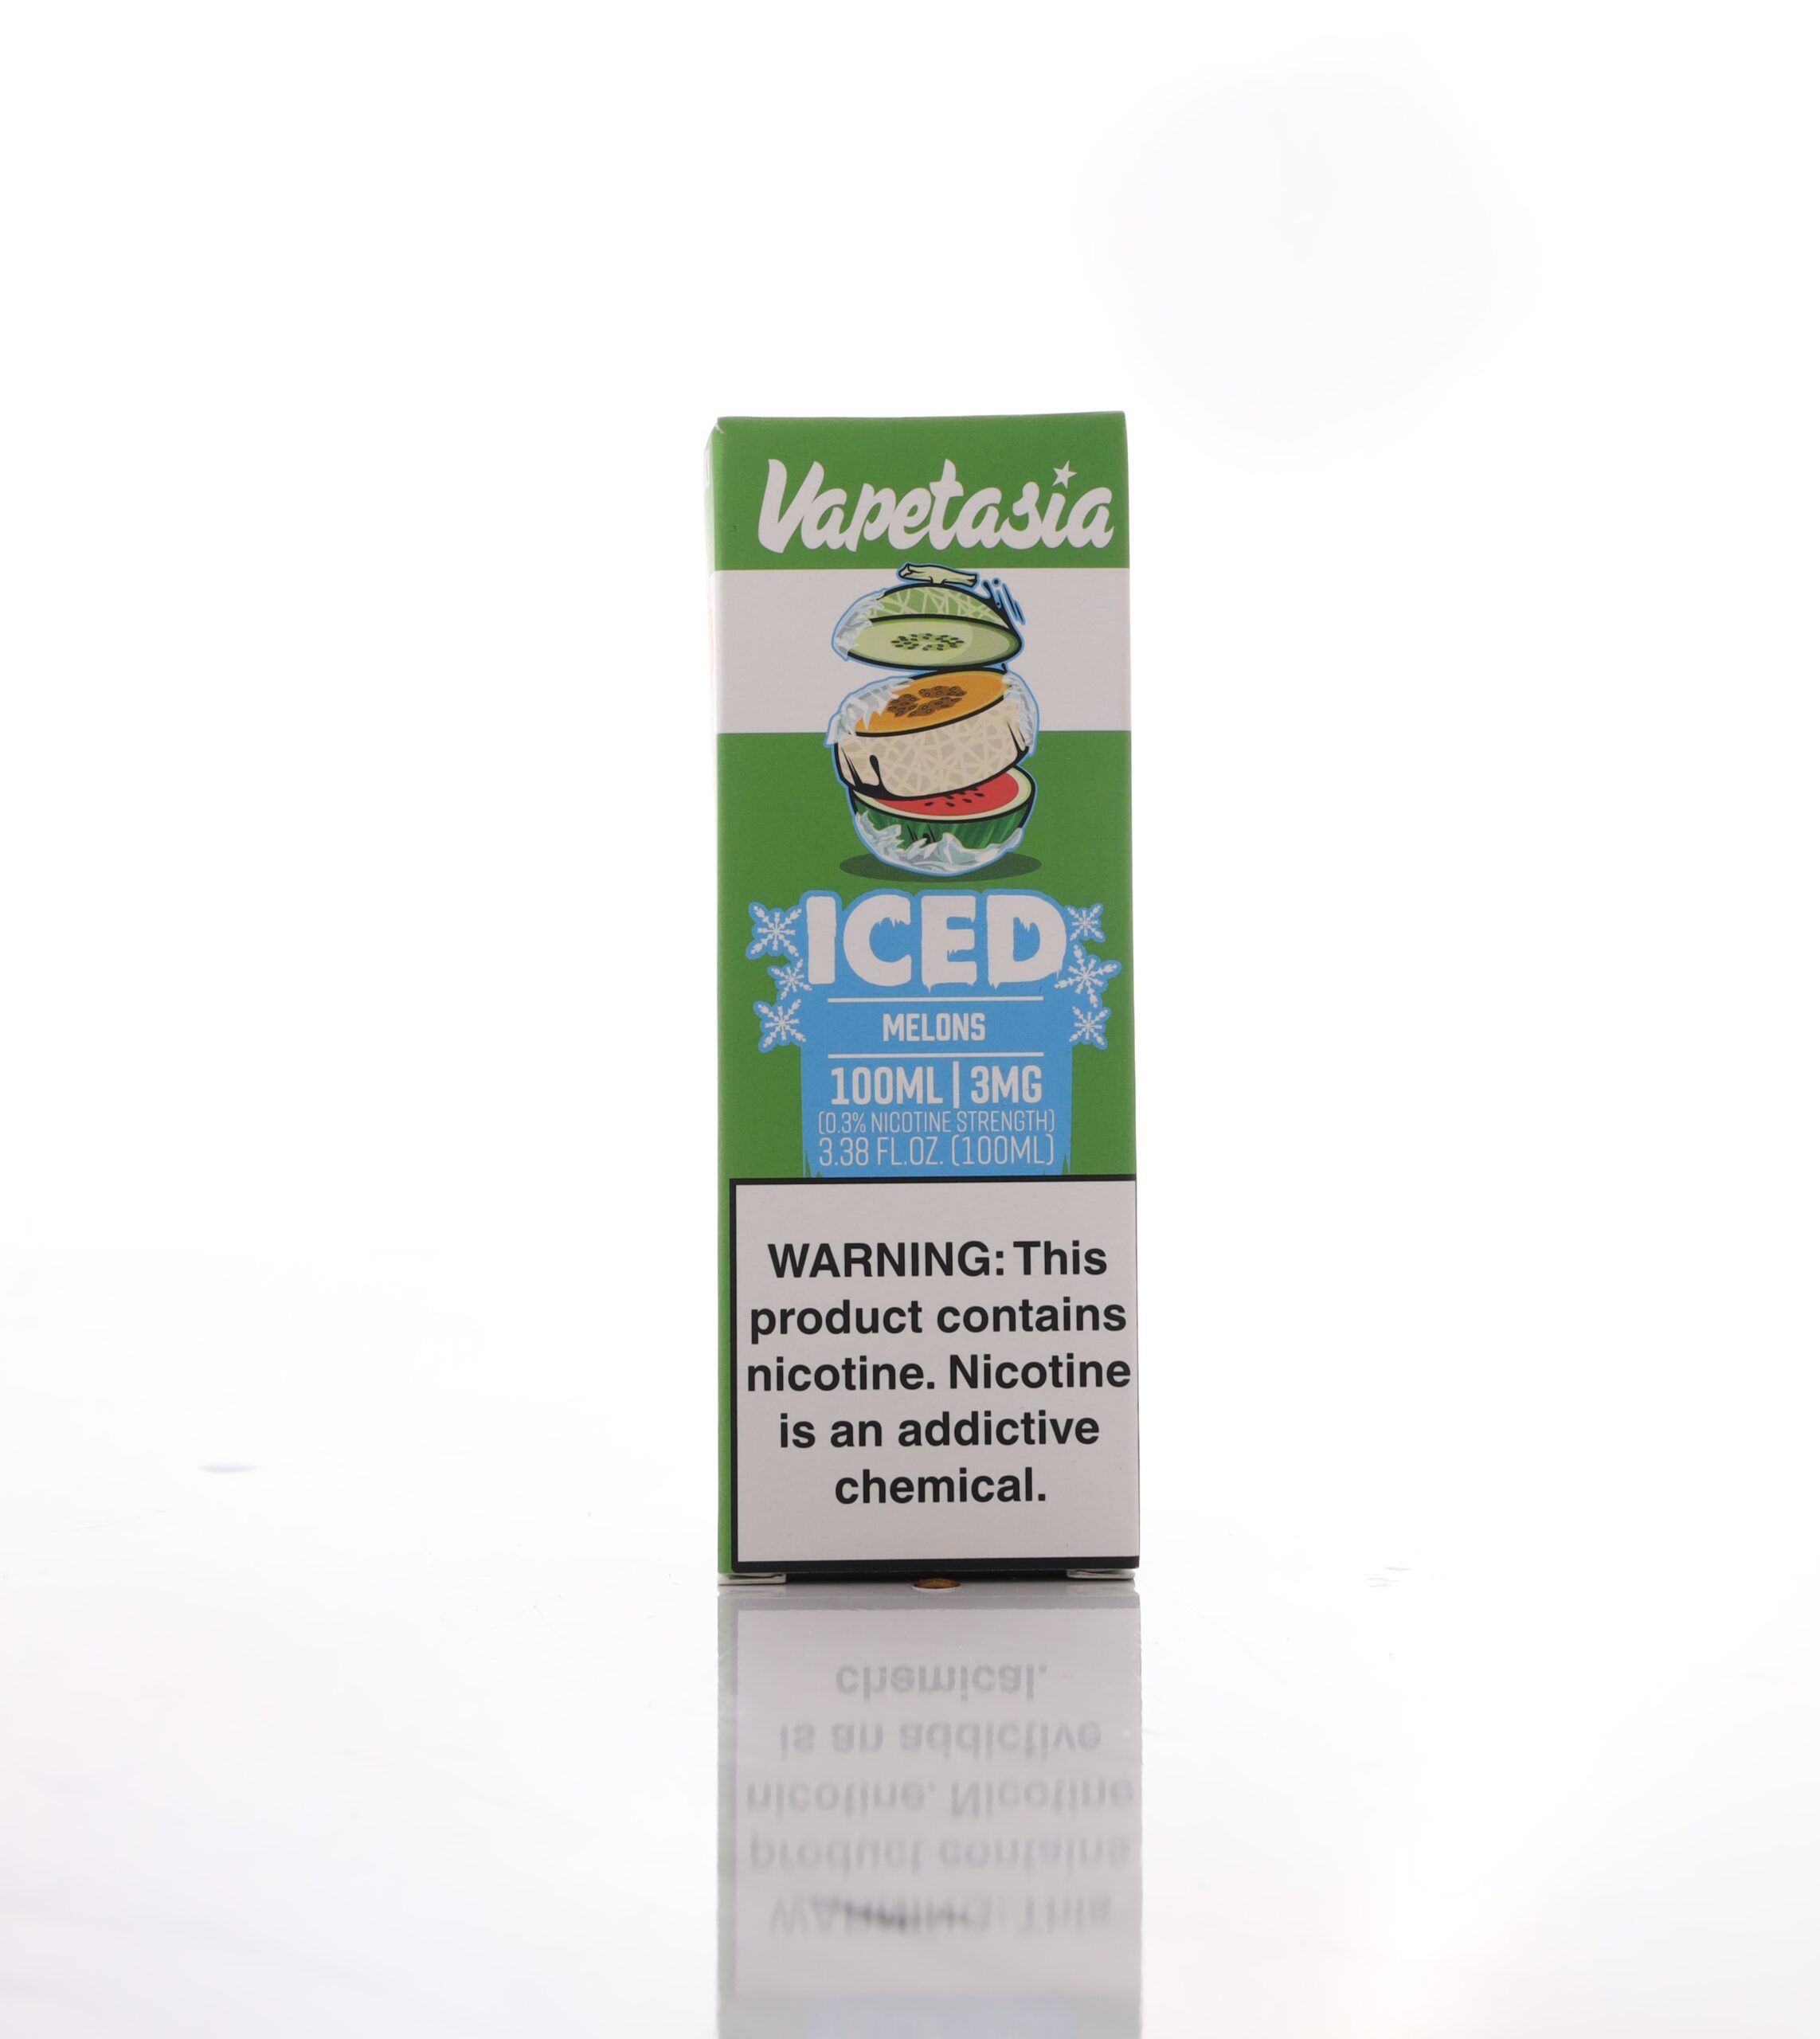 Vapetasia
ICED
MELONS
100ML | 3MG
(0.3% NICOTINE STRENGTH)
3.38 FL.OZ. (100ML)
WARNING: This
product contains
nicotine. Nicotine
is an addictive
chemical.